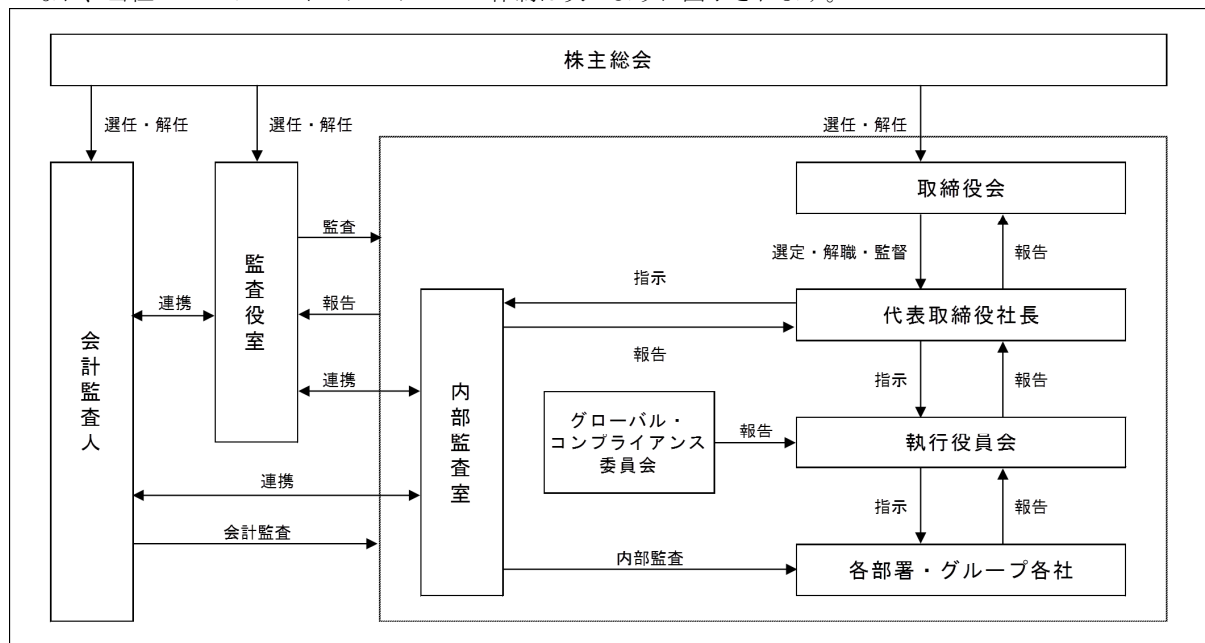 株主総会
選任・解任
選任・解任
選任・解任
取締役会
監査
選定・解職・監督
報告
監査役室
指示
連携
報告
代表取締役社長
報告
会計監査人
連携
内部監査室
指示
報告
グローバル・
コンプライアンス
委員会
報告
執行役員会
連携
指示
報告
会計監査
内部監査
各部署・グループ各社